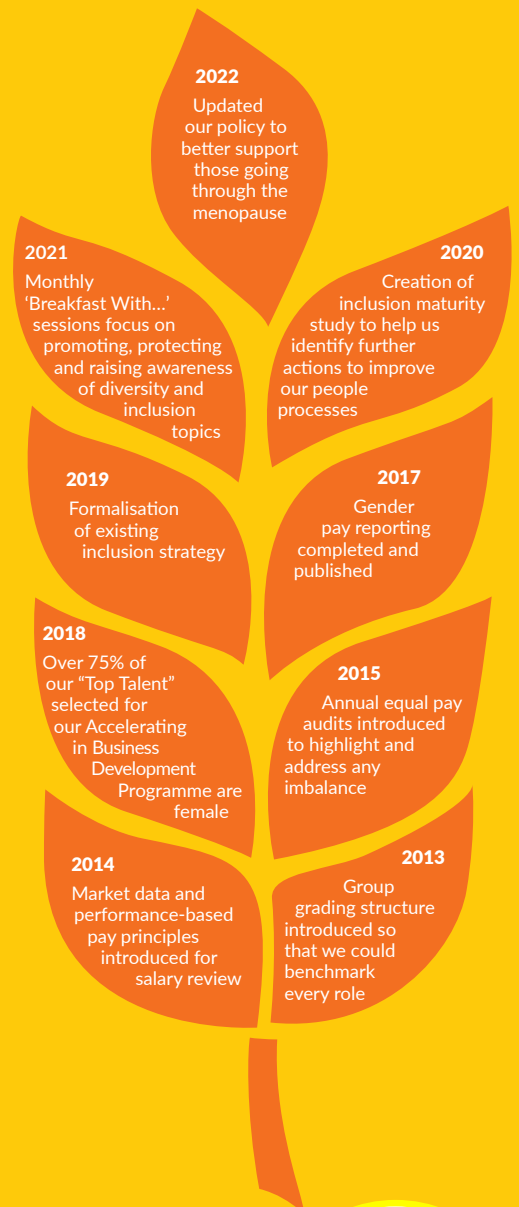 2022
Updated
our policy to
better support
those going
through the
menopause
2021
Monthly
‘Breakfast With...’
sessions focus on
promoting, protecting
and raising awareness
of diversity and
inclusion
topics
2020
Creation of
inclusion maturity
study to help us
identify further
actions to improve
our people
processes
2019
Formalisation
of existing
inclusion strategy
2017
Gender
pay reporting
completed and
published
2018
Over 75% of
our “Top Talent”
selected for
our Accelerating
in Business
Development
Programme are
female
2015
Annual equal pay
audits introduced
to highlight and
address any
imbalance
2014
Market data and
performance-based
pay principles
introduced for
salary review
2013
Group
grading structure
introduced so
that we could
benchmark
every role